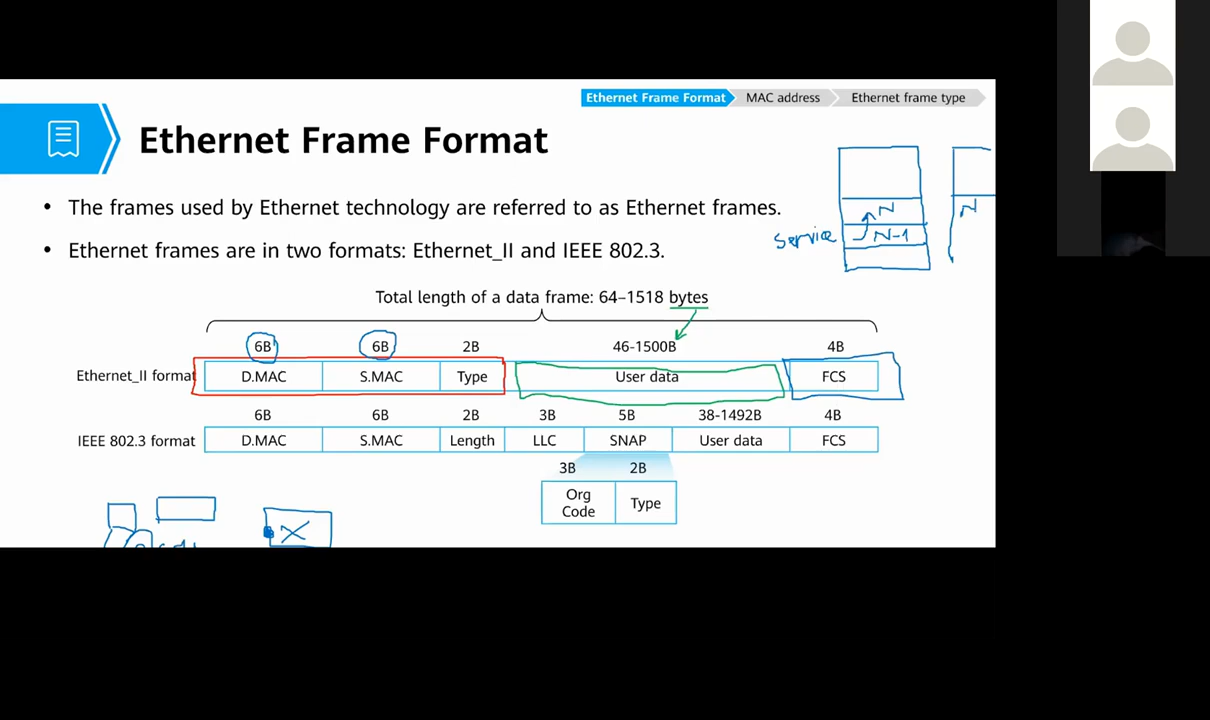 Ethernet Frame Format MAC address Ethernet frame type
Ethernet Frame Format
• The frames used by Ethernet technology are referred to as Ethernet frames.
• Ethernet frames are in two formats: Ethernet_II and IEEE 802.3.
N
N
Service N-1
Total length of a data frame: 64–1518 bytes
6B 6B 2B 46-1500B 4B
Ethernet_II format D.MAC S.MAC Type User data FCS
6B 6B 2B 3B 5B 38-1492B 4B
IEEE 802.3 format D.MAC S.MAC Length LLC SNAP User data FCS
3B 2B
Org Code Type
X